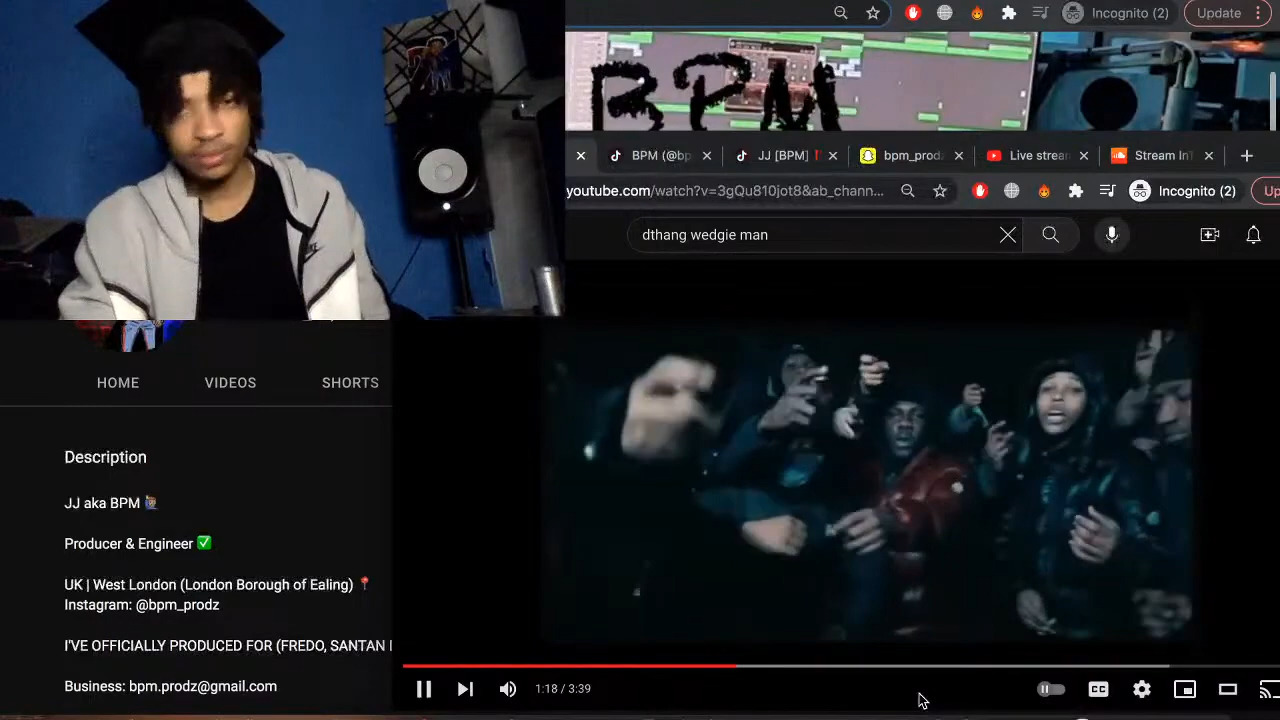 Incognito (2)
Update
BPM
BPM (@bp
JJ [BPM]
bpm_prod
Live strea
Stream In
youtube.com/watch?v=3gQu810jot8&ab_chann...
Incognito (2)
Up
dthang wedgie man
HOME
VIDEOS
SHORTS
Description
JJ aka BPM 🙋🏽‍♂️
Producer & Engineer ✅
UK | West London (London Borough of Ealing) 📍
Instagram: @bpm_prodz
I'VE OFFICIALLY PRODUCED FOR (FREDO, SANTAN
Business: bpm.prodz@gmail.com
1:18 / 3:39
CC